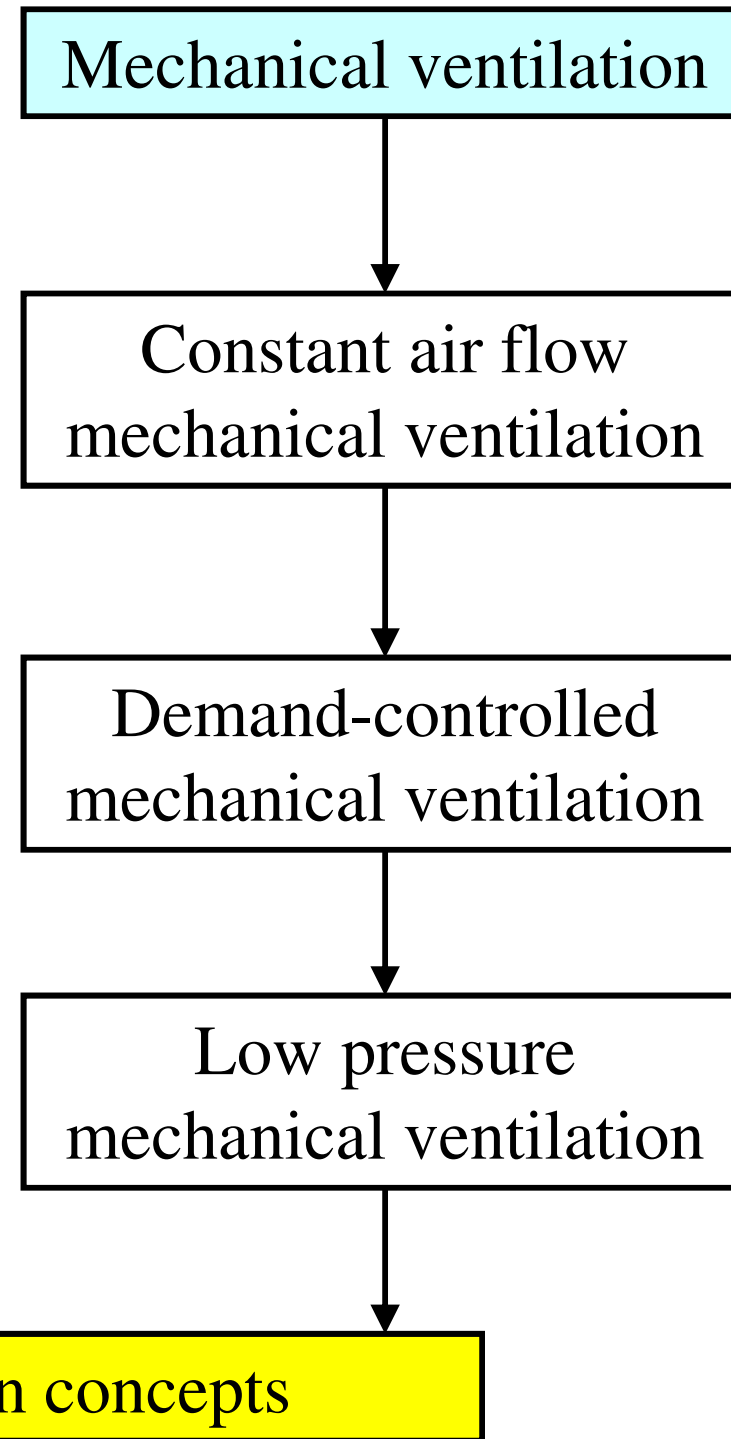 Mechanical ventilation
Constant air flow
mechanical ventilation
Demand-controlled
mechanical ventilation
Low pressure
mechanical ventilation
n concepts